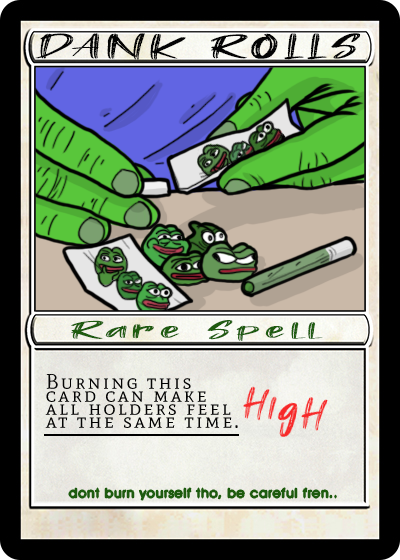 DANK ROLLS
Rare Spell
BURNING THIS
CARD CAN MAKE
ALL HOLDERS FEEL HIGH
AT THE SAME TIME.
dont burn yourself tho, be careful fren..